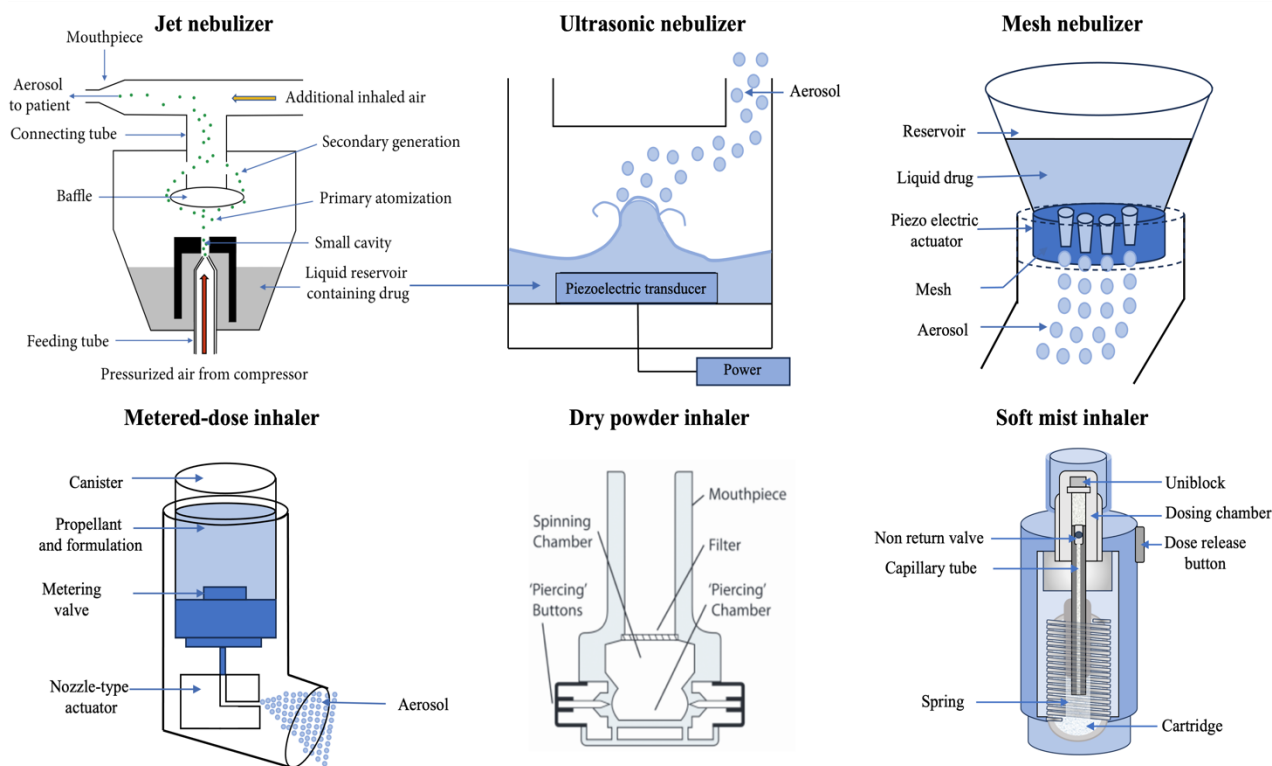 Jet nebulizer
Mouthpiece
Aerosol
to patient
Additional inhaled air
Connecting tube
Secondary generation
Baffle
Primary atomization
Small cavity
Liquid reservoir
containing drug
Feeding tube
Pressurized air from compressor
Ultrasonic nebulizer
Aerosol
Piezoelectric transducer
Power
Mesh nebulizer
Reservoir
Liquid drug
Piezo electric
actuator
Mesh
Aerosol
Metered-dose inhaler
Canister
Propellant
and formulation
Metering
valve
Nozzle-type
actuator
Aerosol
Dry powder inhaler
Mouthpiece
Spinning
Chamber
Filter
'Piercing'
Buttons
'Piercing'
Chamber
Soft mist inhaler
Uniblock
Dosing chamber
Non return valve
Dose release
button
Capillary tube
Spring
Cartridge